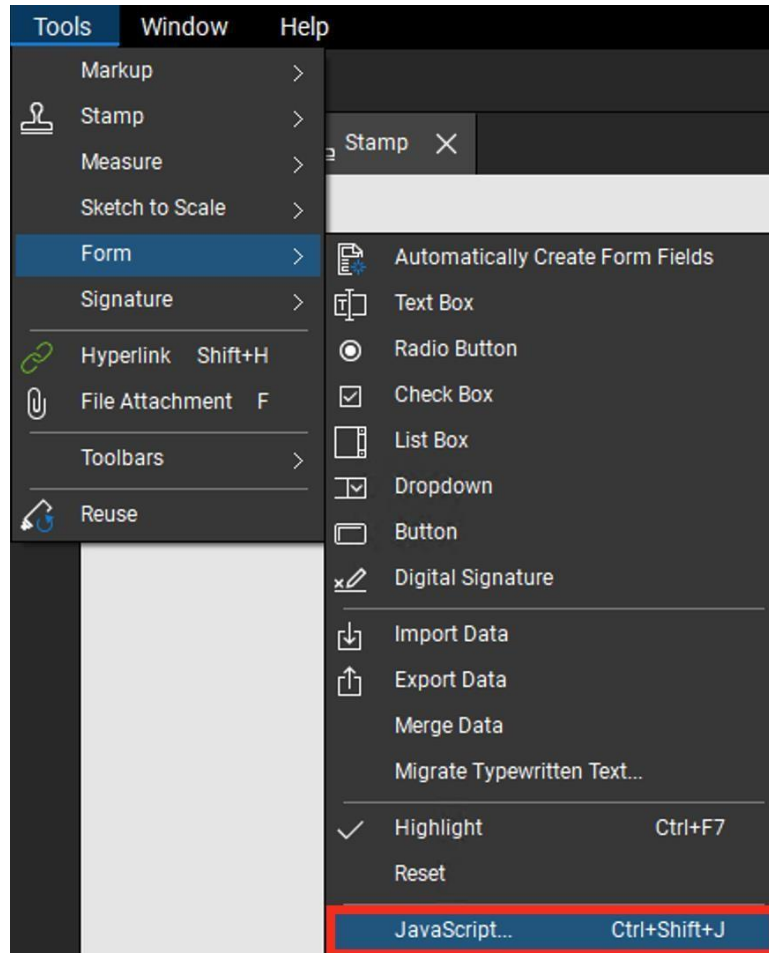 Tools Window Help
Markup
Stamp
Measure
Sketch to Scale
Form
Signature
Hyperlink Shift+H
File Attachment F
Toolbars
Reuse
Stamp
Automatically Create Form Fields
Text Box
Radio Button
Check Box
List Box
Dropdown
Button
Digital Signature
Import Data
Export Data
Merge Data
Migrate Typewritten Text...
Highlight Ctrl+F7
Reset
JavaScript... Ctrl+Shift+J